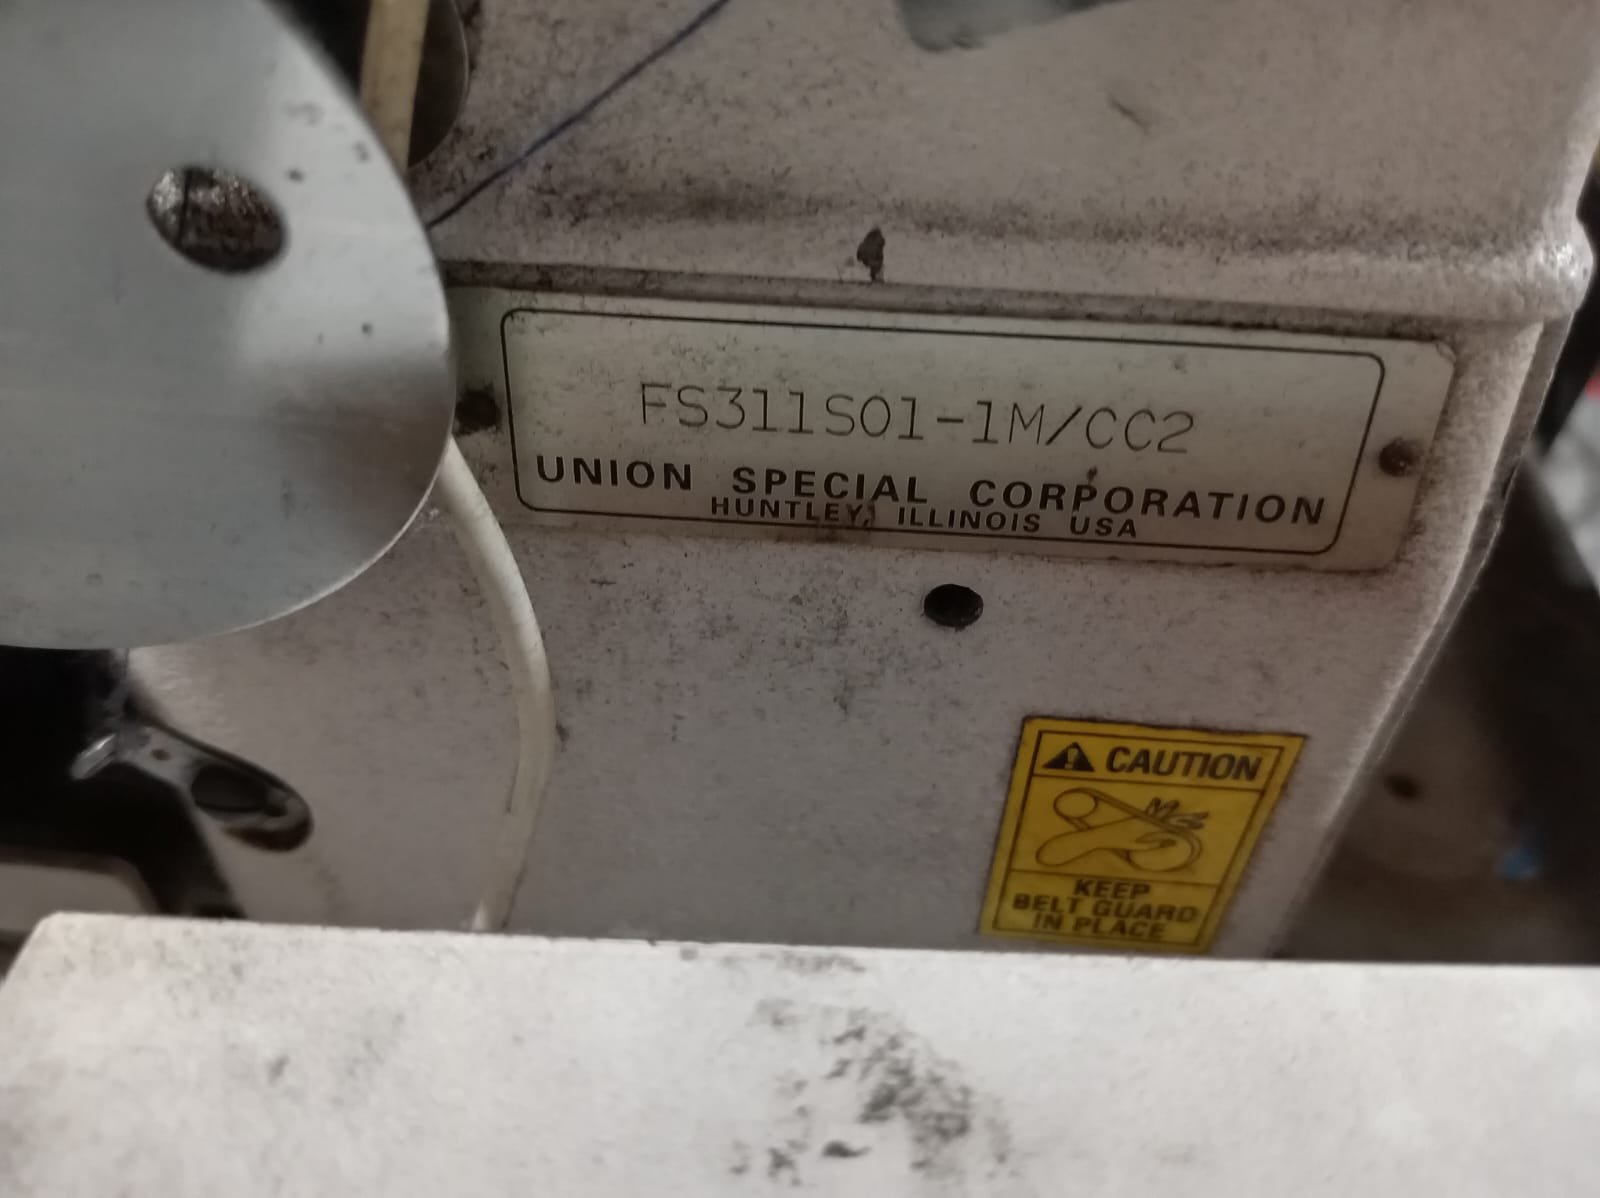 FS311S01-1M/CC2
UNION SPECIAL CORPORATION
HUNTLEY, ILLINOIS USA
CAUTION
KEEP
BELT GUARD
IN PLACE